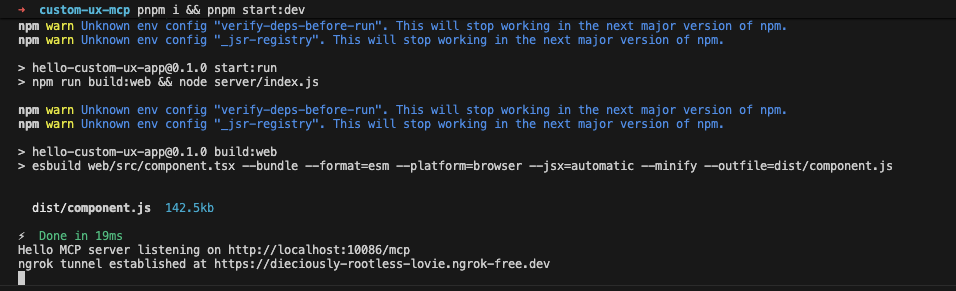 → custom-ux-mcp pnpm i && pnpm start:dev
npm warn Unknown env config "verify-deps-before-run". This will stop working in the next major version of npm.
npm warn Unknown env config "_jsr-registry". This will stop working in the next major version of npm.
> hello-custom-ux-app@0.1.0 start:run
> npm run build:web && node server/index.js
npm warn Unknown env config "verify-deps-before-run". This will stop working in the next major version of npm.
npm warn Unknown env config "_jsr-registry". This will stop working in the next major version of npm.
> hello-custom-ux-app@0.1.0 build:web
> esbuild web/src/component.tsx --bundle --format=esm --platform=browser --jsx=automatic --minify --outfile=dist/component.js
dist/component.js 142.5kb
⚡ Done in 19ms
Hello MCP server listening on http://localhost:10086/mcp
ngrok tunnel established at https://dieciously-rootless-lovie.ngrok-free.dev